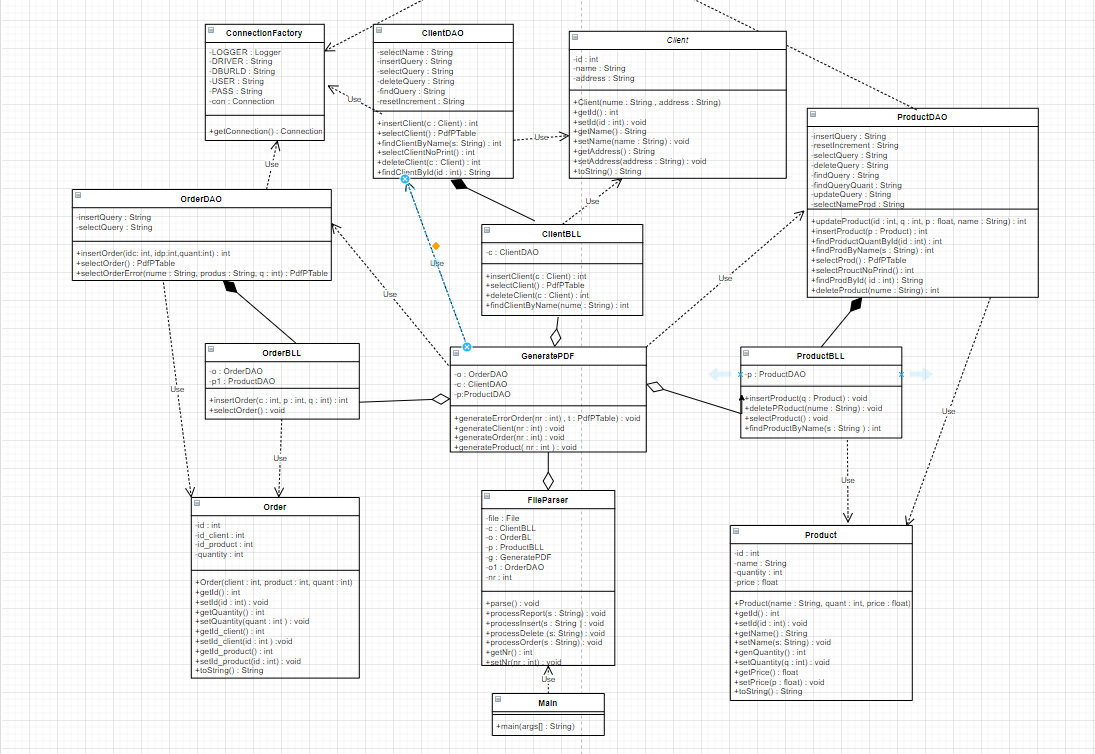 ConnectionFactory
-LOGGER : Logger
-DRIVER : String
-DBURLD : String
-USER : String
-PASS : String
-con : Connection
+getConnection() : Connection
ClientDAO
-selectName : String
-insertQuery : String
-selectQuery : String
-deleteQuery : String
-findQuery : String
-resetIncrement : String
+insertClient(c : Client) : int
+selectClient() : PdfPTable
+findClientByName(s: String) : int
+selectClientNoPrint() : int
+deleteClient(c : Client) : int
+findClientById(id : int) : String
Client
-id : int
-name : String
-address : String
+Client(nume : String , address : String)
+getId() : int
+setId(id : int) : void
+getName() : String
+setName(name : String) : void
+getAddress() : String
+setAddress(address : String) : void
+toString() : String
ProductDAO
-insertQuery : String
-resetIncrement : String
-selectQuery : String
-deleteQuery : String
-findQuery : String
-findQueryQuant : String
-updateQuery : String
-selectNameProd : String
+updateProduct(id : int, q : int, p : float, name : String) : int
+insertProduct(p : Product) : int
+findProductQuantById(id : int) : int
+findProductByName(s : String) : int
+selectProd() : PdfPTable
+selectProuctNoPrind() : int
+findProdById( id : int) : String
+deleteProduct(nume : String) : int
Use
Use
Use
Use
OrderDAO
-insertQuery : String
-selectQuery : String
+insertOrder(idc: int, idp:int,quant:int) : int
+selectOrder() : PdfPTable
+selectOrderError(nume : String, produs : String, q : int) : PdfPTable
ClientBLL
-c : ClientDAO
+insertClient(c : Client) : int
+selectClient() : PdfPTable
+deleteClient(c : Client) : int
+findClientByName(nume : String) : int
Use
Use
Use
OrderBLL
-o : OrderDAO
-p1 : ProductDAO
+insertOrder(c : int, p : int, q : int) : int
+selectOrder() : void
GeneratePDF
-o : OrderDAO
-c : ClientDAO
-p:ProductDAO
+generateErrorOrder(nr : int) , t : PdfPTable) : void
+generateClient(nr : int) : void
+generateOrder(nr : int) : void
+generateProduct( nr : int ) : void
ProductBLL
-p : ProductDAO
+insertProduct(q : Product) : void
+deletePRoduct(nume : String) : void
+selectProduct() : void
+findProductByName(s : String ) : int
Use
Use
Use
Use
Order
-id : int
-id_client : int
-id_product : int
-quantity : int
+Order(client : int, product : int, quant : int)
+getId() : int
+setId(id : int) : void
+getQuantity() : int
+setQuantity(quant : int ) : void
+getId_client() : int
+setId_client(id : int ) :void
+getId_product() : int
+setId_product(id : int) : void
+toString() : String
FileParser
-file : File
-c : ClientBLL
-o : OrderBL
-p : ProductBLL
-g : GeneratePDF
-o1 : OrderDAO
-nr : int
+parse() : void
+processReport(s : String) : void
+processInsert(s : String ) : void
+processDelete (s: String) : void
+processOrder(s : String) : void
+getNr() : int
+setNr(nr : int) : void
Product
-id : int
-name : String
-quantity : int
-price : float
+Product(name : String, quant : int, price : float)
+getId() : int
+setId(id : int) : void
+getName() : String
+setName(s : String) : void
+genQuantity() : int
+setQuantity(q : int) : void
+getPrice() : float
+setPrice(p : float) : void
+toString() : String
Use
Main
+main(args[] : String)